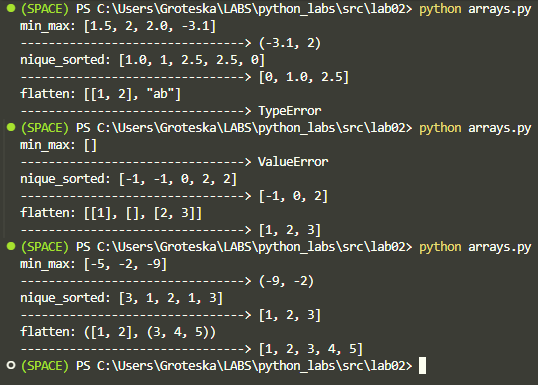 (SPACE) PS C:\Users\Groteska\LABS\python_labs\src\lab02> python arrays.py
min_max: [1.5, 2, 2.0, -3.1]
--------------------------------> (-3.1, 2)
nique_sorted: [1.0, 1, 2.5, 2.5, 0]
--------------------------------> [0, 1.0, 2.5]
flatten: [[1, 2], "ab"]
--------------------------------> TypeError
(SPACE) PS C:\Users\Groteska\LABS\python_labs\src\lab02> python arrays.py
min_max: []
--------------------------------> ValueError
nique_sorted: [-1, -1, 0, 2, 2]
--------------------------------> [-1, 0, 2]
flatten: [[1], [], [2, 3]]
--------------------------------> [1, 2, 3]
(SPACE) PS C:\Users\Groteska\LABS\python_labs\src\lab02> python arrays.py
min_max: [-5, -2, -9]
--------------------------------> (-9, -2)
nique_sorted: [3, 1, 2, 1, 3]
--------------------------------> [1, 2, 3]
flatten: ([1, 2], (3, 4, 5))
--------------------------------> [1, 2, 3, 4, 5]
(SPACE) PS C:\Users\Groteska\LABS\python_labs\src\lab02>